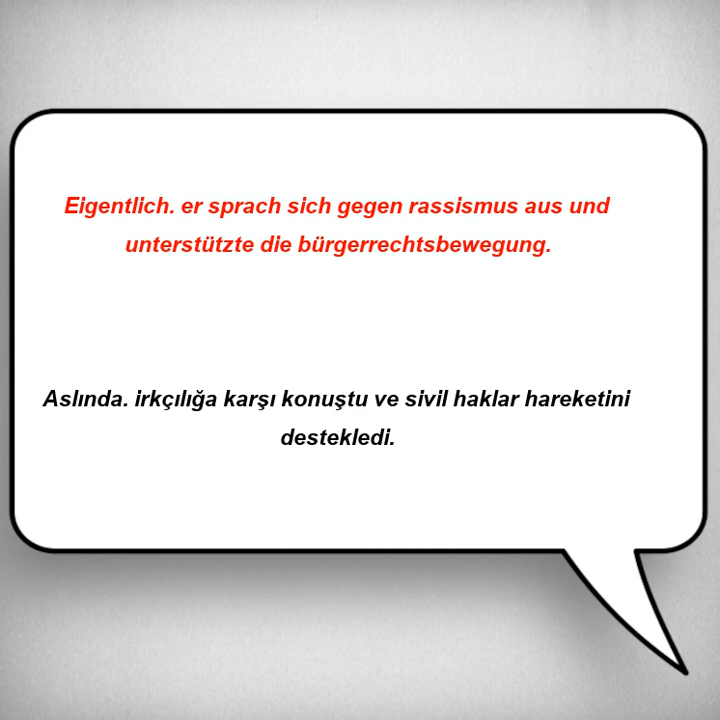 Eigentlich. er sprach sich gegen rassismus aus und
unterstützte die bürgerrechtsbewegung.
Aslında. irkçılığa karşı konuştu ve sivil haklar hareketini
destekledi.